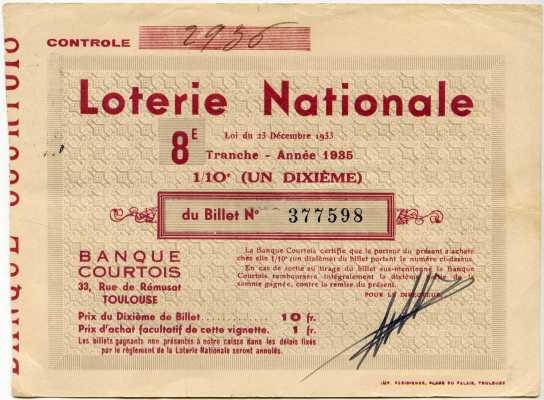 CONTROLE 2936
BANQUE COURTOIS
Loterie Nationale
Loi du 23 Décembre 1933
8E Tranche - Année 1935
1/10e (UN DIXIÈME)
du Billet No 377598
BANQUE
COURTOIS
33, Rue de Rémusat
TOULOUSE
La Banque Courtois certifie que le porteur du présent a acheté
chez elle 1/10e (un dixième) du billet portant le numéro ci-dessus.
En cas de sortie au tirage du billet sus-mentionné la Banque
Courtois remboursera intégralement le dixième de la
somme gagnée, contre la remise du présent.
POUR LE DIRECTEUR
Prix du Dixième de Billet .......... 10 fr.
Prix d'achat facultatif de cette vignette. 1 fr.
Les billets gagnants non présentés à notre caisse dans les délais fixés
par le règlement de la Loterie Nationale seront annulés.
IMP. PARISIENNE, PLACE DU PALAIS, TOULOUSE